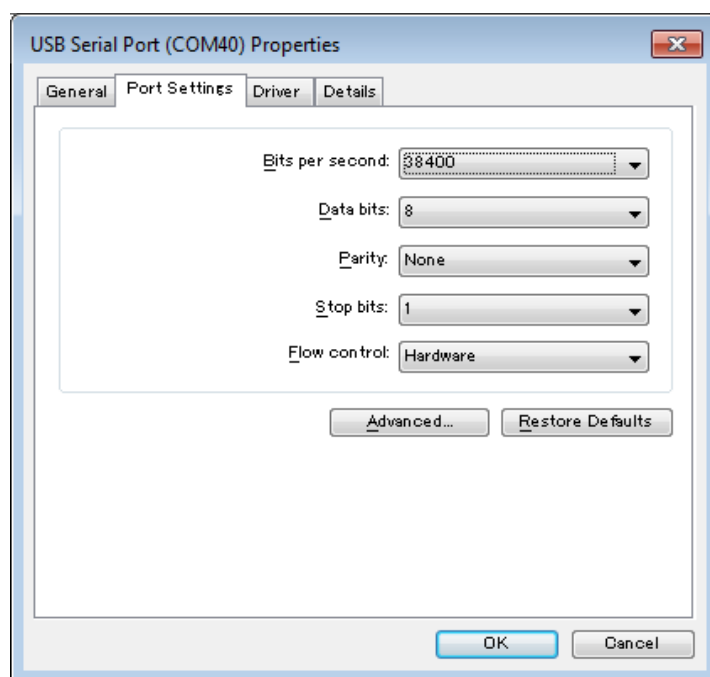 USB Serial Port (COM40) Properties
General Port Settings Driver Details
Bits per second: 38400
Data bits: 8
Parity: None
Stop bits: 1
Flow control: Hardware
Advanced... Restore Defaults
OK Cancel